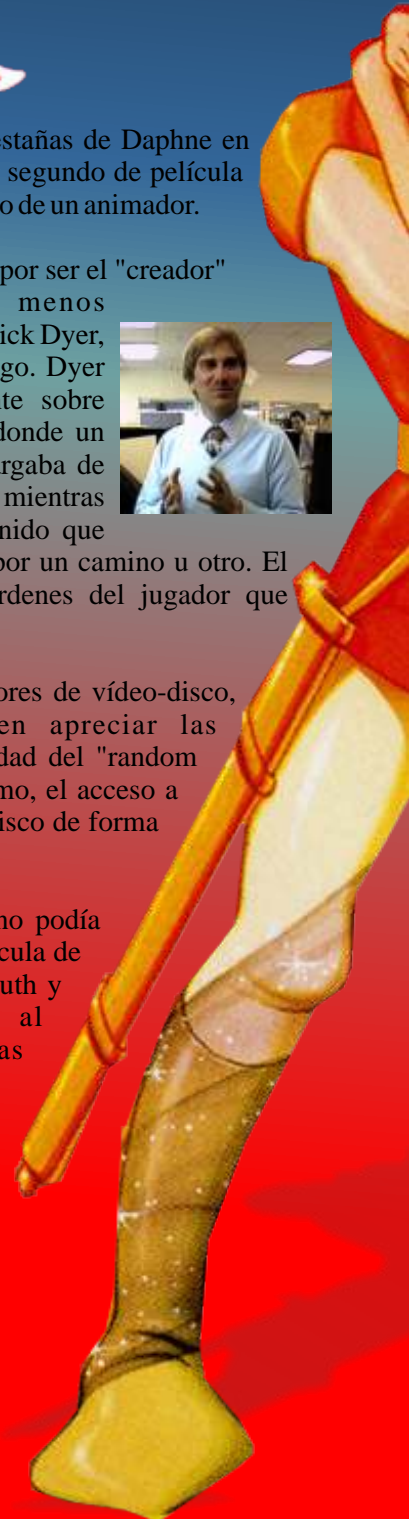 estañas de Daphne en
segundo de película
o de un animador.
por ser el "creador"
menos
ick Dyer,
go. Dyer
te sobre
donde un
argaba de
mientras
nido que
por un camino u otro. El
rdenes del jugador que
ores de vídeo-disco,
en apreciar las
dad del "random
mo, el acceso a
isco de forma
no podía
cula de
uth y
al
as